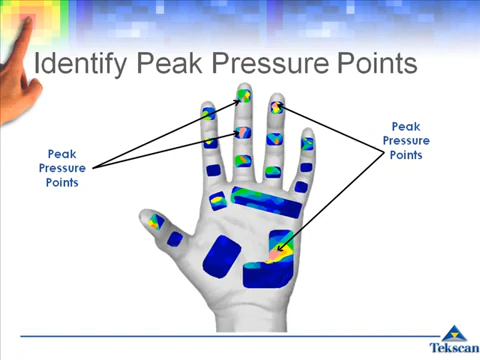 Identify Peak Pressure Points
Peak
Pressure
Points
Peak
Pressure
Points
Tekscan